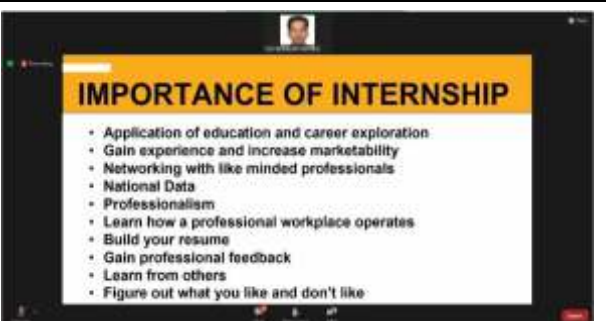 IMPORTANCE OF INTERNSHIP
• Application of education and career exploration
• Gain experience and increase marketability
• Networking with like minded professionals
• National Data
• Professionalism
• Learn how a professional workplace operates
• Build your resume
• Gain professional feedback
• Learn from others
• Figure out what you like and don't like